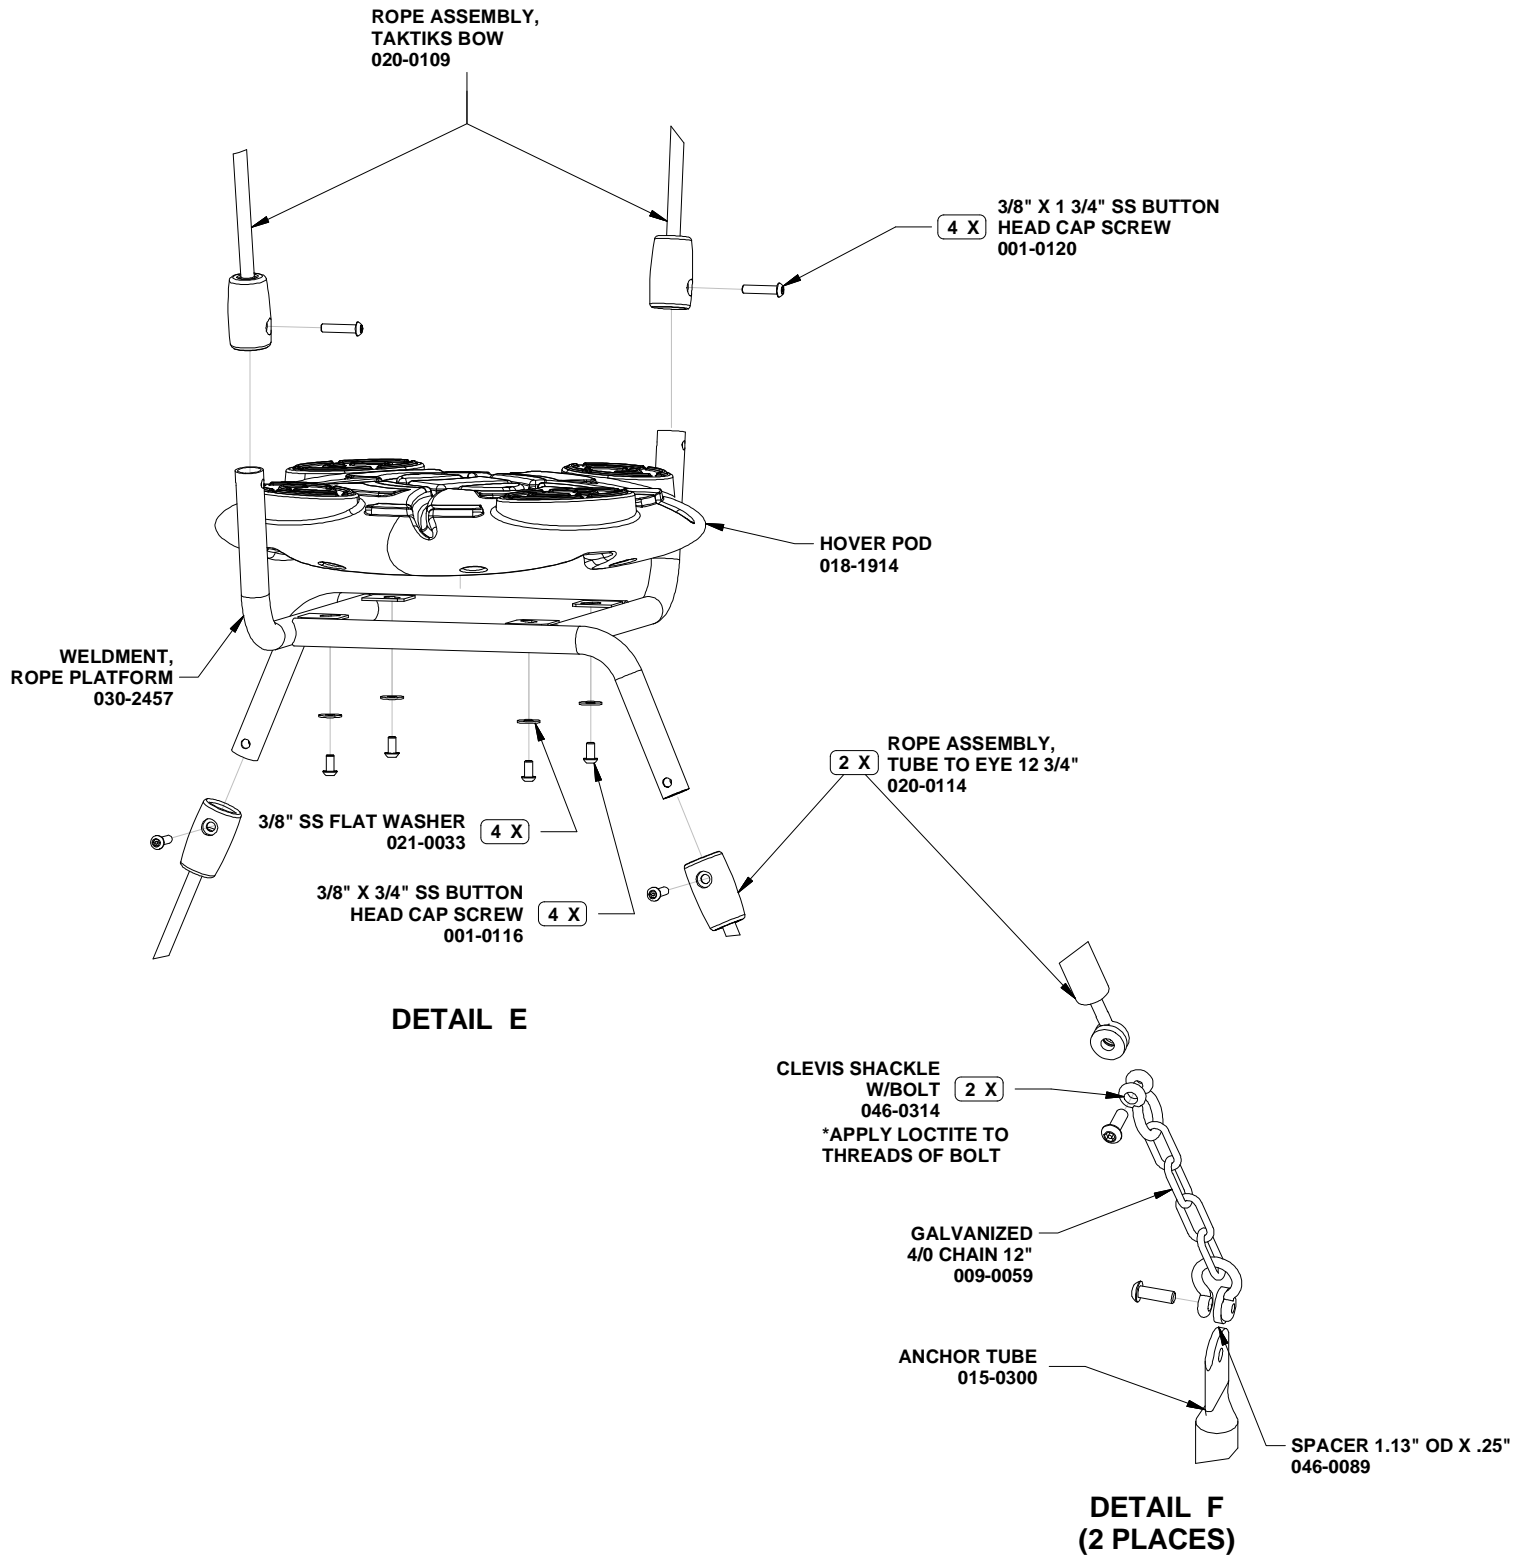 ROPE ASSEMBLY,
TAKTIKS BOW
020-0109
3/8" X 1 3/4" SS BUTTON
4 X HEAD CAP SCREW
001-0120
HOVER POD
018-1914
WELDMENT,
ROPE PLATFORM
030-2457
ROPE ASSEMBLY,
2 X TUBE TO EYE 12 3/4"
020-0114
3/8" SS FLAT WASHER
021-0033 4 X
3/8" X 3/4" SS BUTTON
HEAD CAP SCREW 4 X
001-0116
DETAIL E
CLEVIS SHACKLE
W/BOLT 2 X
046-0314
*APPLY LOCTITE TO
THREADS OF BOLT
GALVANIZED
4/0 CHAIN 12"
009-0059
ANCHOR TUBE
015-0300
SPACER 1.13" OD X .25"
046-0089
DETAIL F
(2 PLACES)